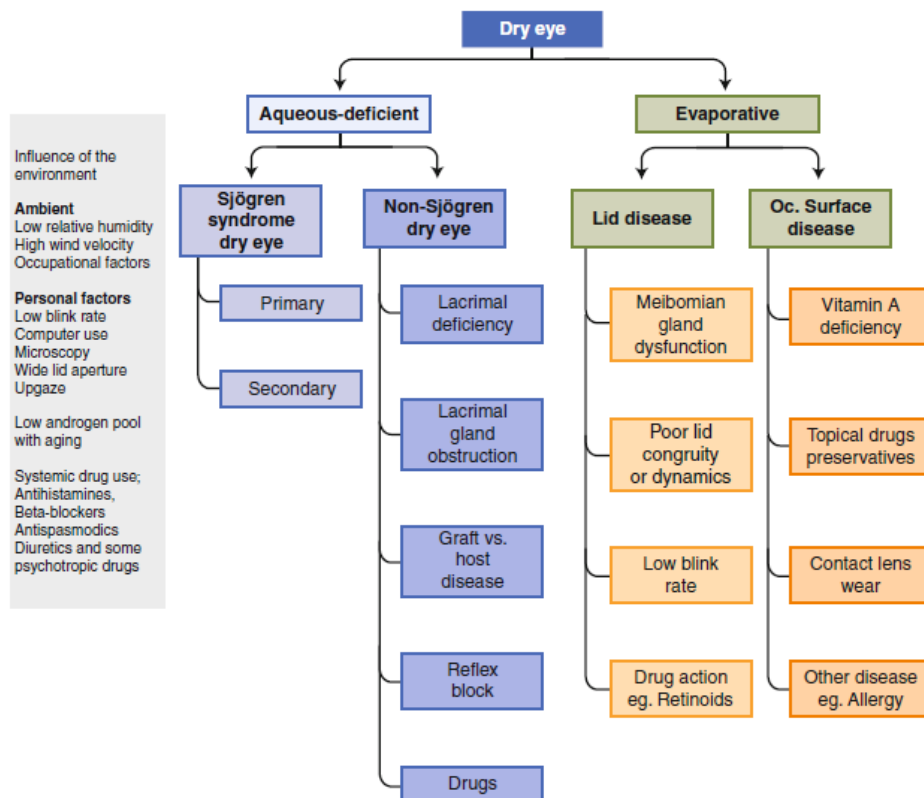 Dry eye
Aqueous-deficient
Evaporative
Influence of the
environment
Ambient
Low relative humidity
High wind velocity
Occupational factors
Personal factors
Low blink rate
Computer use
Microscopy
Wide lid aperture
Upgaze
Low androgen pool
with aging
Systemic drug use;
Antihistamines,
Beta-blockers
Antispasmodics
Diuretics and some
psychotropic drugs
Sjögren
syndrome
dry eye
Primary
Secondary
Non-Sjögren
dry eye
Lacrimal
deficiency
Lacrimal
gland
obstruction
Graft vs.
host
disease
Reflex
block
Drugs
Lid disease
Meibomian
gland
dysfunction
Poor lid
congruity
or dynamics
Low blink
rate
Drug action
eg. Retinoids
Oc. Surface
disease
Vitamin A
deficiency
Topical drugs
preservatives
Contact lens
wear
Other disease
eg. Allergy